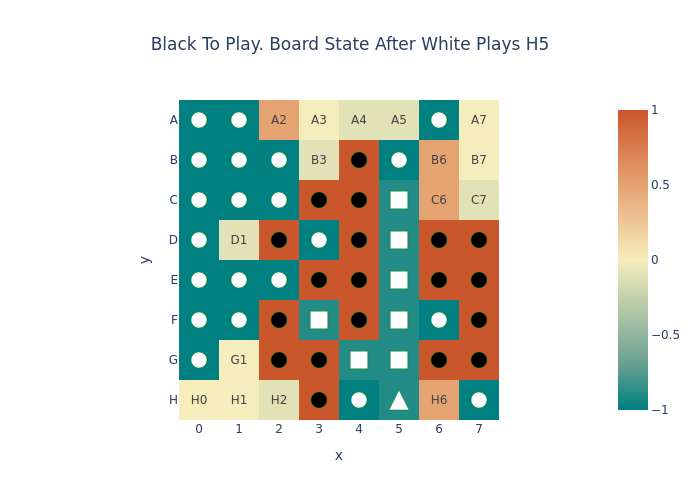 Black To Play. Board State After White Plays H5
A A2 A3 A4 A5 A7
B B3 B6 B7
C C6 C7
D D1
E
F
G G1
H H0 H1 H2 H6
0 1 2 3 4 5 6 7
x
y
1
0.5
0
−0.5
−1